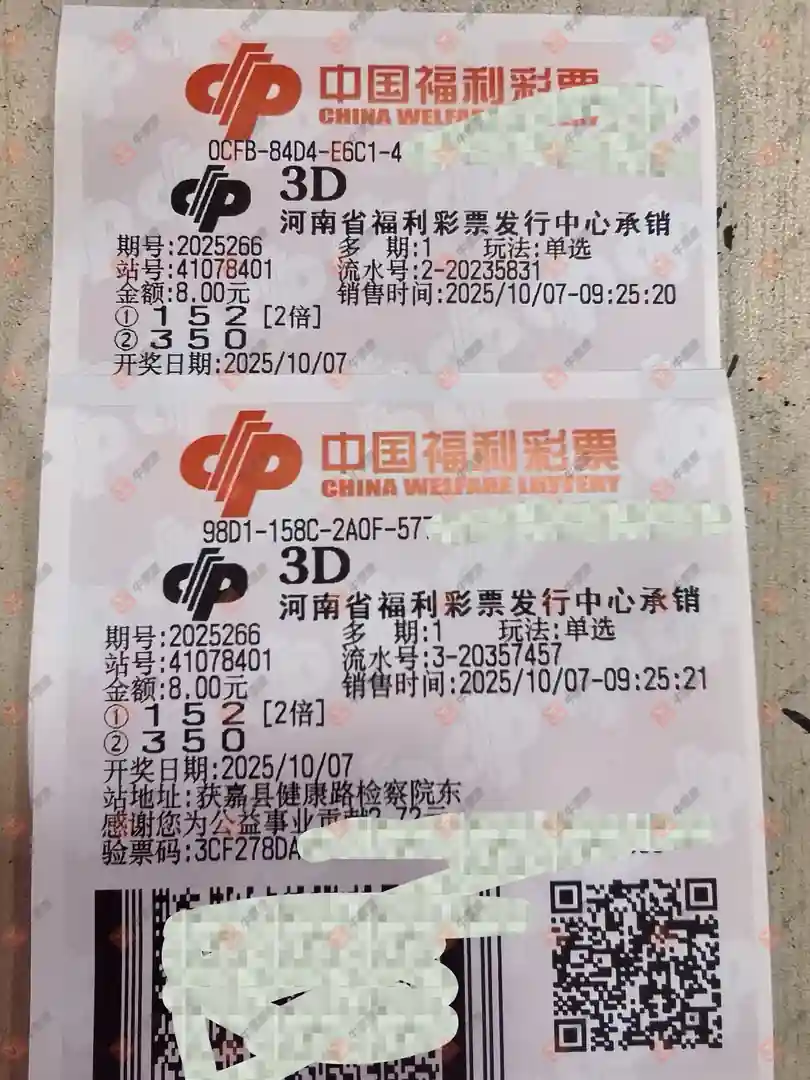 中国福利彩票
CHINA WELFARE LOTTERY
0CFB-84D4-E6C1-4
3D
河南省福利彩票发行中心承销
期号:2025266 多 期:1 玩法:单选
站号:41078401 流水号:2-20235831
金额:8.00元 销售时间:2025/10/07-09:25:20
① 1 5 2 [2倍]
② 3 5 0
开奖日期:2025/10/07
中国福利彩票
CHINA WELFARE LOTTERY
98D1-158C-2A0F-577
3D
河南省福利彩票发行中心承销
期号:2025266 多 期:1 玩法:单选
站号:41078401 流水号:3-20357457
金额:8.00元 销售时间:2025/10/07-09:25:21
① 1 5 2 [2倍]
② 3 5 0
开奖日期:2025/10/07
站地址:获嘉县健康路检察院东
感谢您为公益事业贡献2.72元
验票码:3CF278DA